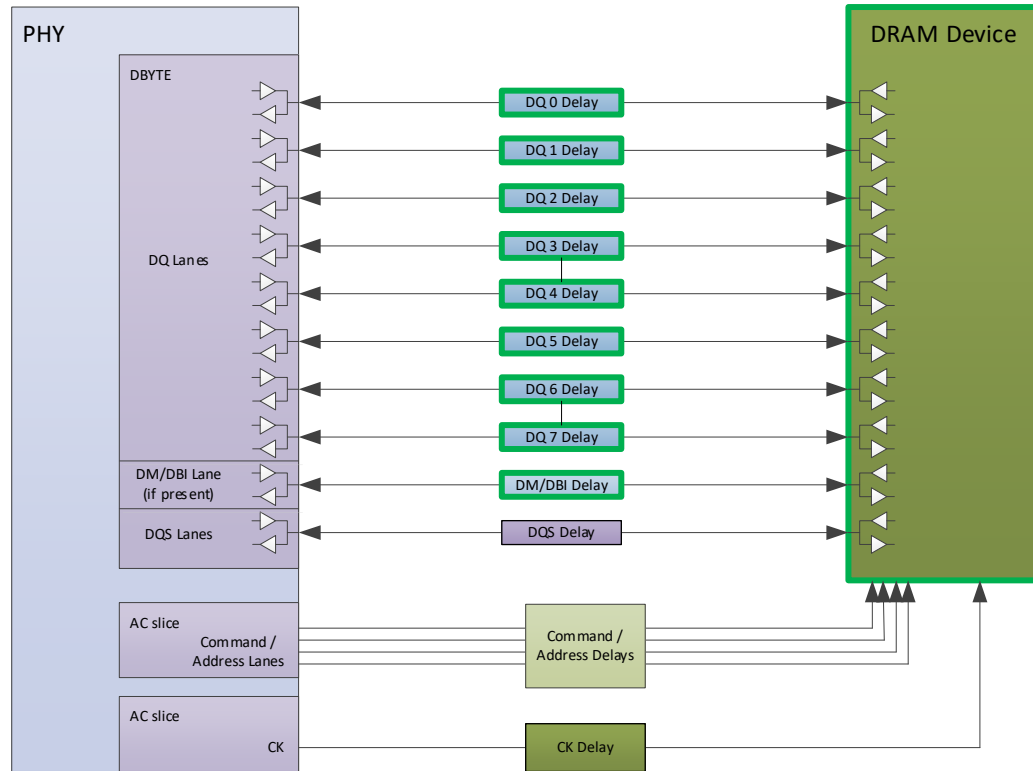 PHY
DRAM Device
DBYTE
DQ 0 Delay
DQ 1 Delay
DQ 2 Delay
DQ 3 Delay
DQ Lanes
DQ 4 Delay
DQ 5 Delay
DQ 6 Delay
DQ 7 Delay
DM/DBI Lane
(if present)
DM/DBI Delay
DQS Lanes
DQS Delay
AC slice
Command /
Address Lanes
Command /
Address Delays
AC slice
CK
CK Delay